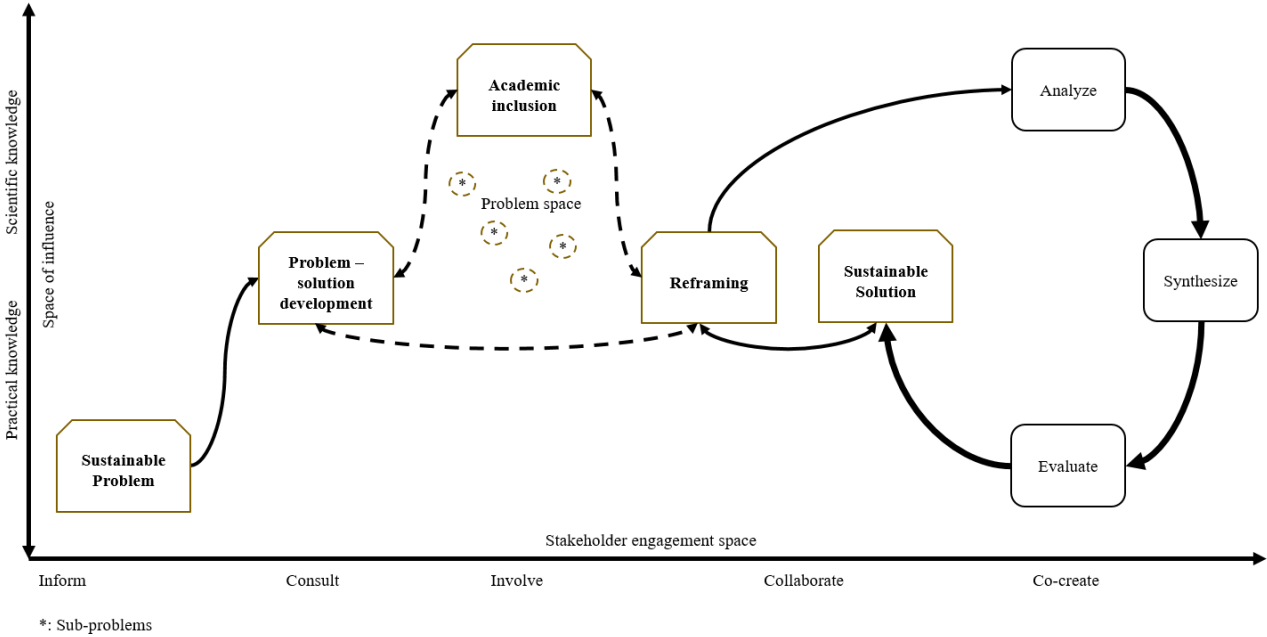 Scientific knowledge
Practical knowledge
Space of influence
Academic
inclusion
Analyze
*
*
Problem space
*
*
*
Problem –
solution
development
Reframing
Sustainable
Solution
Synthesize
Sustainable
Problem
Evaluate
Stakeholder engagement space
Inform
Consult
Involve
Collaborate
Co-create
*: Sub-problems